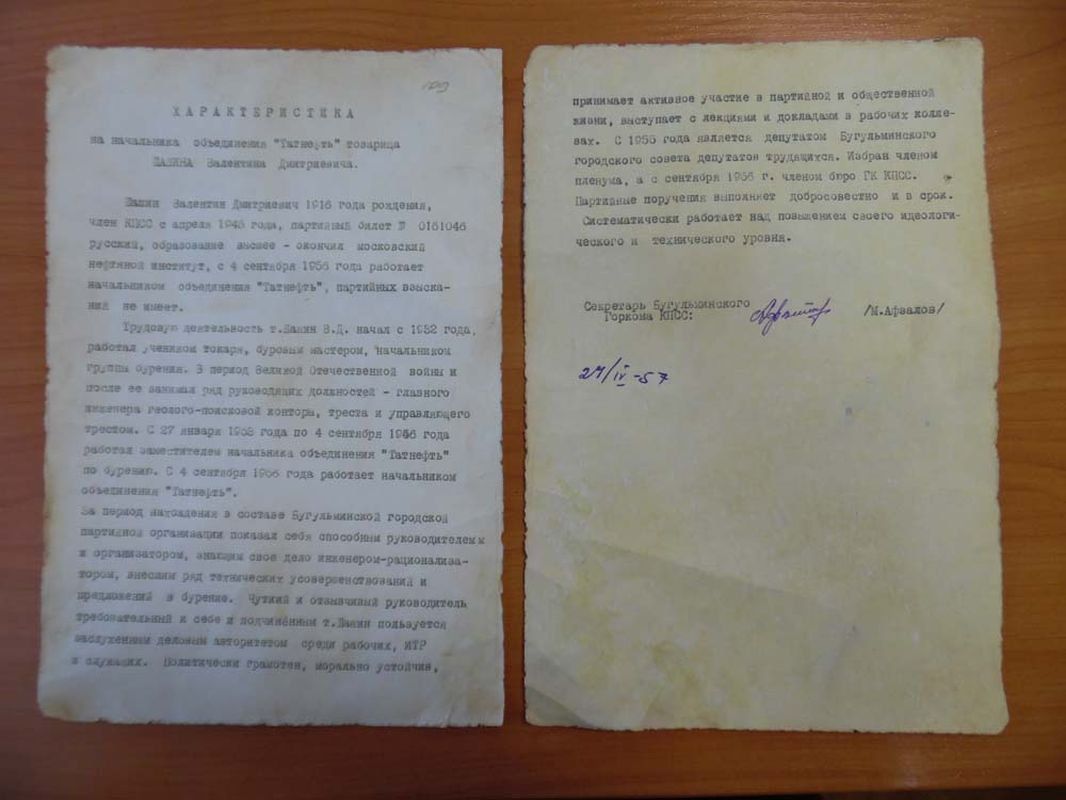 Х А Р А К Т Е Р И С Т И К А
на начальника объединения "Татнефть" товарища
ШАШИНА Валентина Дмитриевича.
Шашин Валентин Дмитриевич 1916 года рождения,
член КПСС с апреля 1943 года, партийный билет № 0151046
русский, образование высшее - окончил московский
нефтяной институт, с 4 сентября 1956 года работает
начальником объединения "Татнефть", партийных взыска-
ний не имеет.
Трудовую деятельность т.Шашин В.Д. начал с 1932 года,
работал учеником токаря, буровым мастером, начальником
группы бурения. В период Великой Отечественной войны и
после ее занимал ряд руководящих должностей - главного
инженера геолого-поисковой конторы, треста и управляющего
трестом. С 27 января 1953 года по 4 сентября 1956 года
работал заместителем начальника объединения "Татнефть"
по бурению. С 4 сентября 1956 года работает начальником
объединения "Татнефть".
За период нахождения в составе Бугульминской городской
партийной организации показал себя способным руководителем
и организатором, знающим свое дело инженером-рационализа-
тором, внесшим ряд технических усовершенствований и
предложений в бурение. Чуткий и отзывчивый руководитель
требовательный к себе и подчинённым т.Шашин пользуется
заслуженным деловым авторитетом среди рабочих, ИТР
и служащих. Политически грамотен, морально устойчив,
принимает активное участие в партийной и общественной
жизни, выступает с лекциями и докладами в рабочих колле-
вах. С 1955 года является депутатом Бугульминского
городского совета депутатов трудящихся. Избран членом
пленума, а с сентября 1956 г. членом бюро ГК КПСС.
Партийные поручения выполняет добросовестно и в срок.
Систематически работает над повышением своего идеологи-
ческого и технического уровня.
Секретарь Бугульминского
Горкома КПСС: /М.Афзалов/
27/IV-57